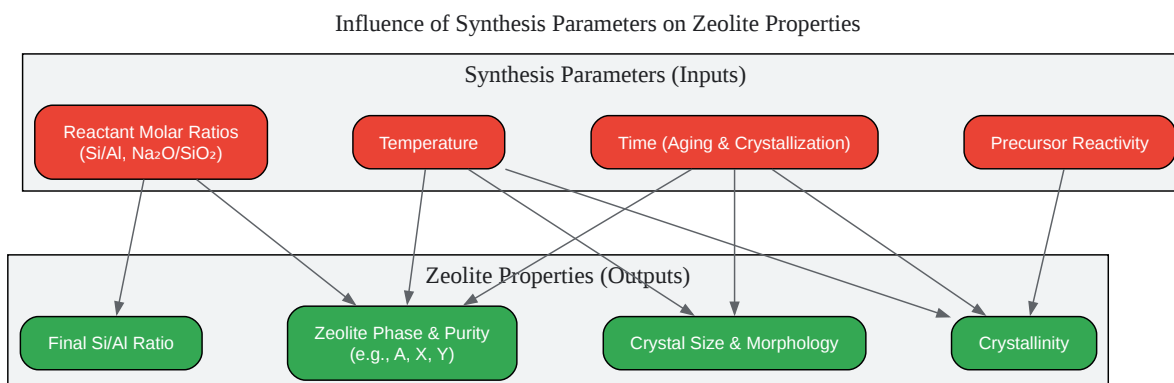 Influence of Synthesis Parameters on Zeolite Properties
Synthesis Parameters (Inputs)
Reactant Molar Ratios
(Si/Al, Na₂O/SiO₂)
Temperature
Time (Aging & Crystallization)
Precursor Reactivity
Zeolite Properties (Outputs)
Final Si/Al Ratio
Zeolite Phase & Purity
(e.g., A, X, Y)
Crystal Size & Morphology
Crystallinity